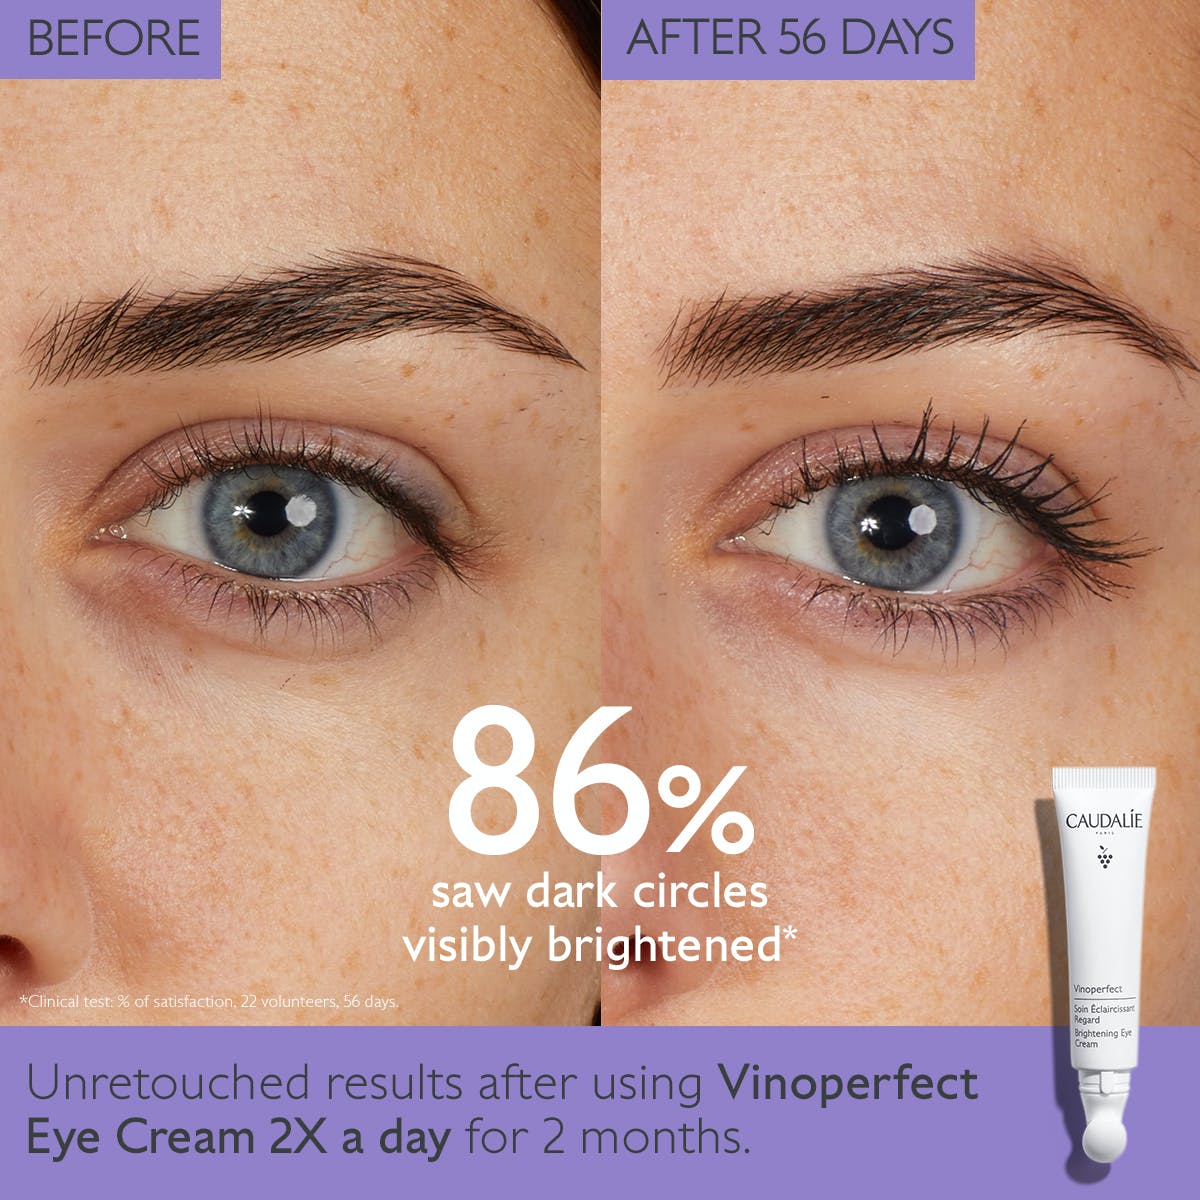 BEFORE
AFTER 56 DAYS
86%
saw dark circles
visibly brightened*
*Clinical test: % of satisfaction, 22 volunteers, 56 days.
CAUDALÍE
PARIS
Vinoperfect
Soin Éclaircissant
Regard
Brightening Eye
Cream
Unretouched results after using Vinoperfect
Eye Cream 2X a day for 2 months.